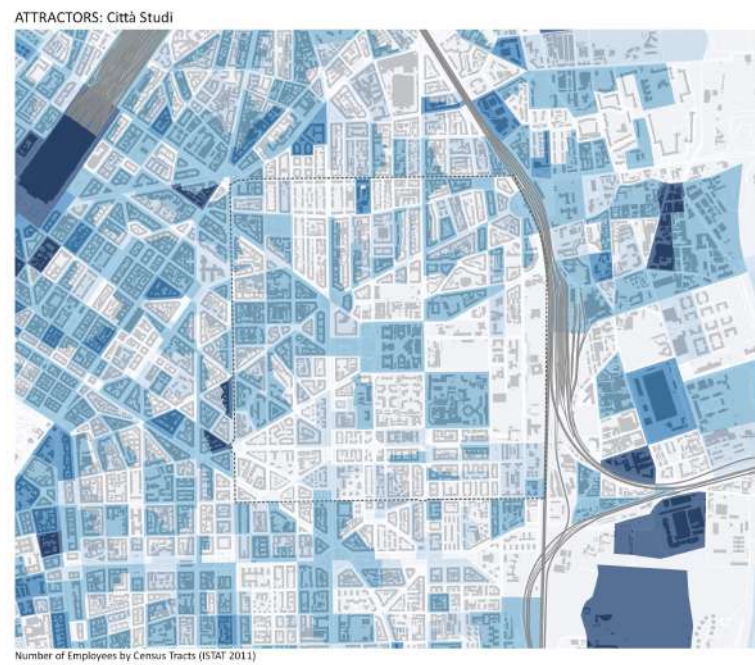 ATTRACTORS: Città Studi
Number of Employees by Census Tracts (ISTAT 2011)